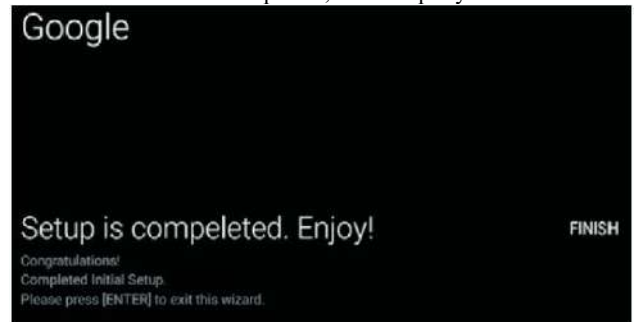 Google
Setup is compeleted. Enjoy!
FINISH
Congratulations!
Completed Initial Setup.
Please press [ENTER] to exit this wizard.